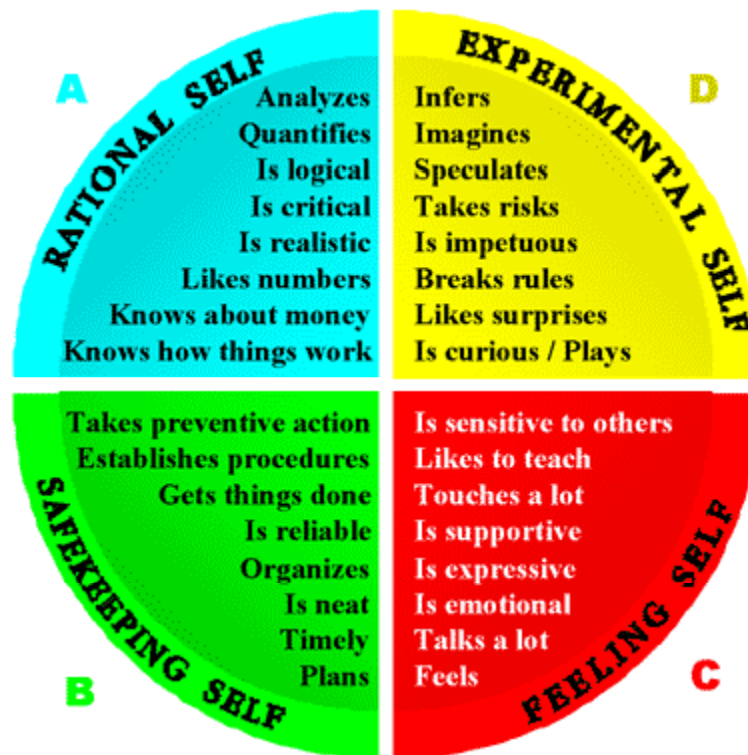 A
RATIONAL SELF
Analyzes
Quantifies
Is logical
Is critical
Is realistic
Likes numbers
Knows about money
Knows how things work
D
EXPERIMENTAL SELF
Infers
Imagines
Speculates
Takes risks
Is impetuous
Breaks rules
Likes surprises
Is curious / Plays
B
SAFEKEEPING SELF
Takes preventive action
Establishes procedures
Gets things done
Is reliable
Organizes
Is neat
Timely
Plans
C
FEELING SELF
Is sensitive to others
Likes to teach
Touches a lot
Is supportive
Is expressive
Is emotional
Talks a lot
Feels